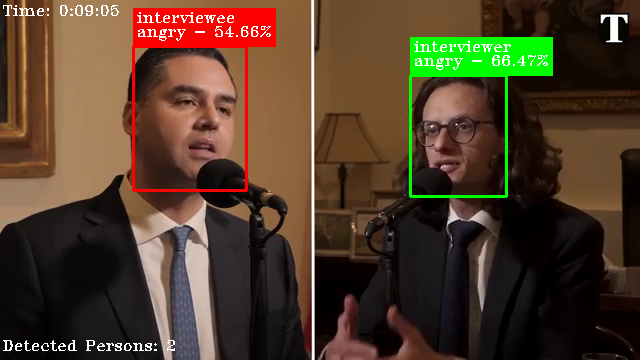 Time: 0:09:05
interviewee
angry – 54.66%
interviewer
angry – 66.47%
T
Detected Persons: 2